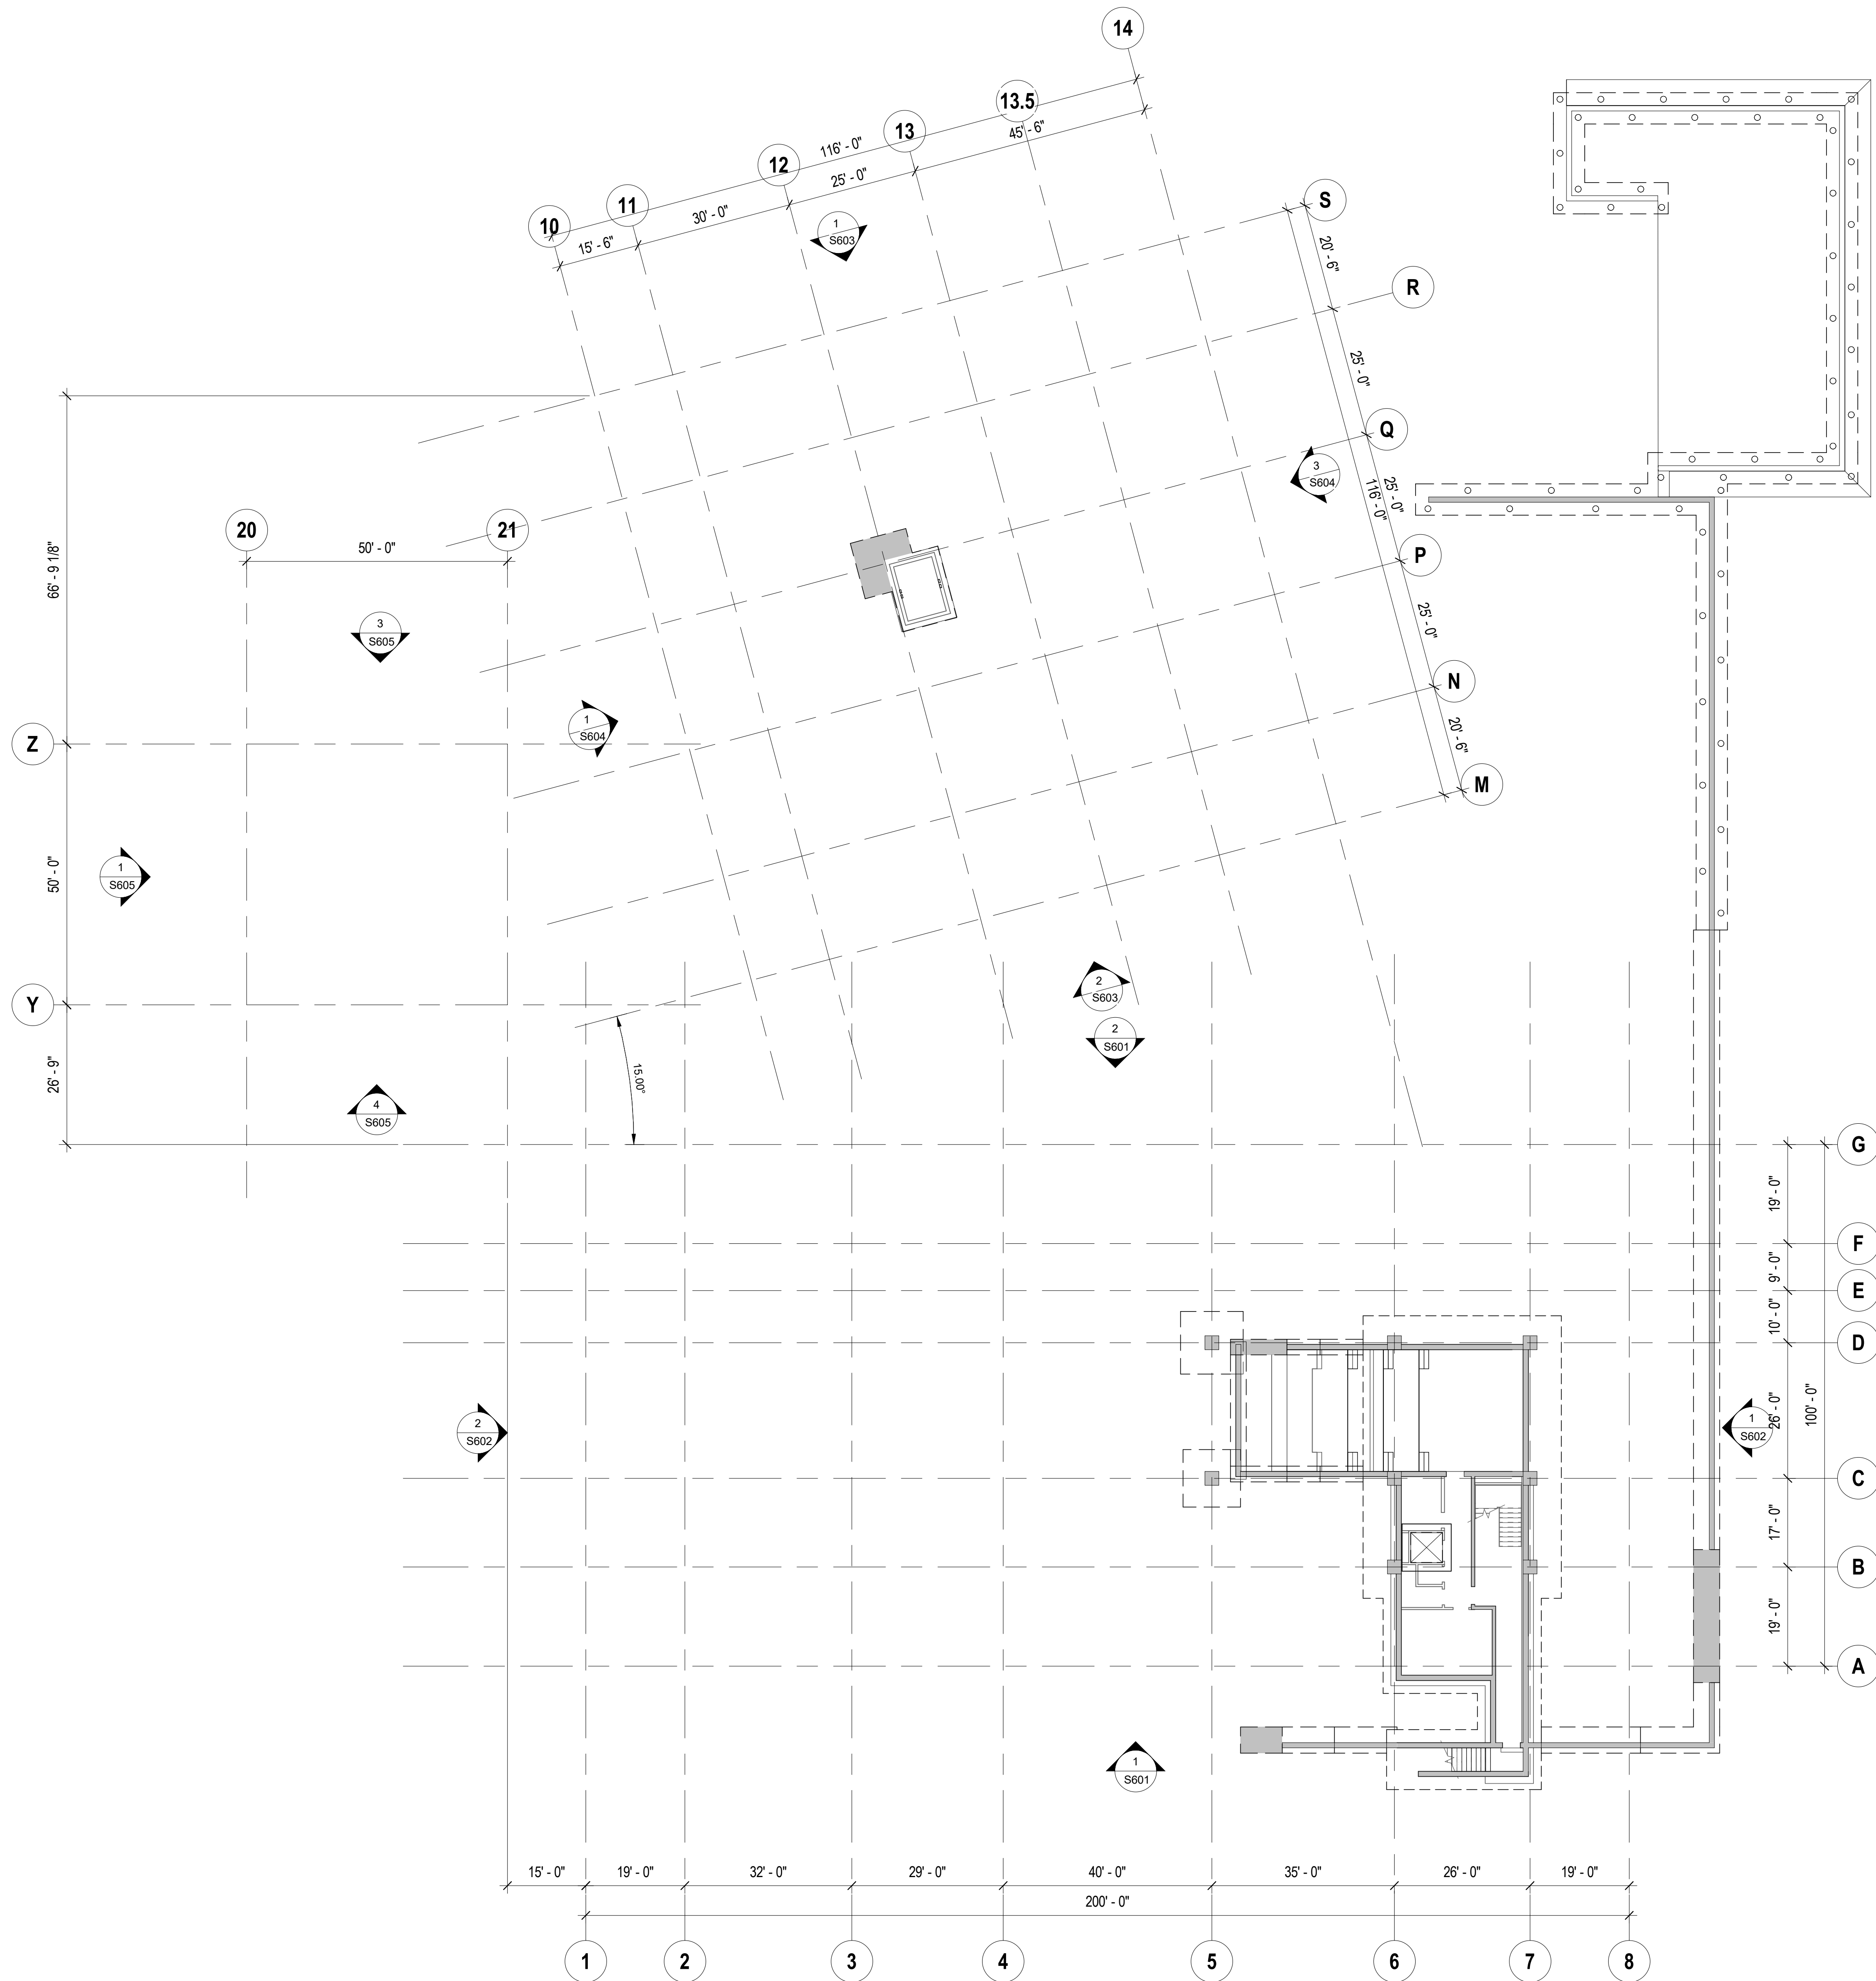 14
13.5
13
12
11
10
116' - 0"
45' - 6"
25' - 0"
30' - 0"
15' - 6"
1
S603
S
20' - 6"
R
25' - 0"
Q
3
S604
25' - 0"
116' - 0"
P
25' - 0"
N
20' - 6"
M
20
21
50' - 0"
66' - 9 1/8"
3
S605
1
S604
Z
1
S605
50' - 0"
Y
2
S603
2
S601
26' - 9"
4
S605
15.00°
G
19' - 0"
F
9' - 0"
E
10' - 0"
D
26' - 0"
100' - 0"
2
S602
1
S602
C
17' - 0"
B
19' - 0"
A
1
S601
15' - 0"
19' - 0"
32' - 0"
29' - 0"
40' - 0"
35' - 0"
26' - 0"
19' - 0"
200' - 0"
1
2
3
4
5
6
7
8